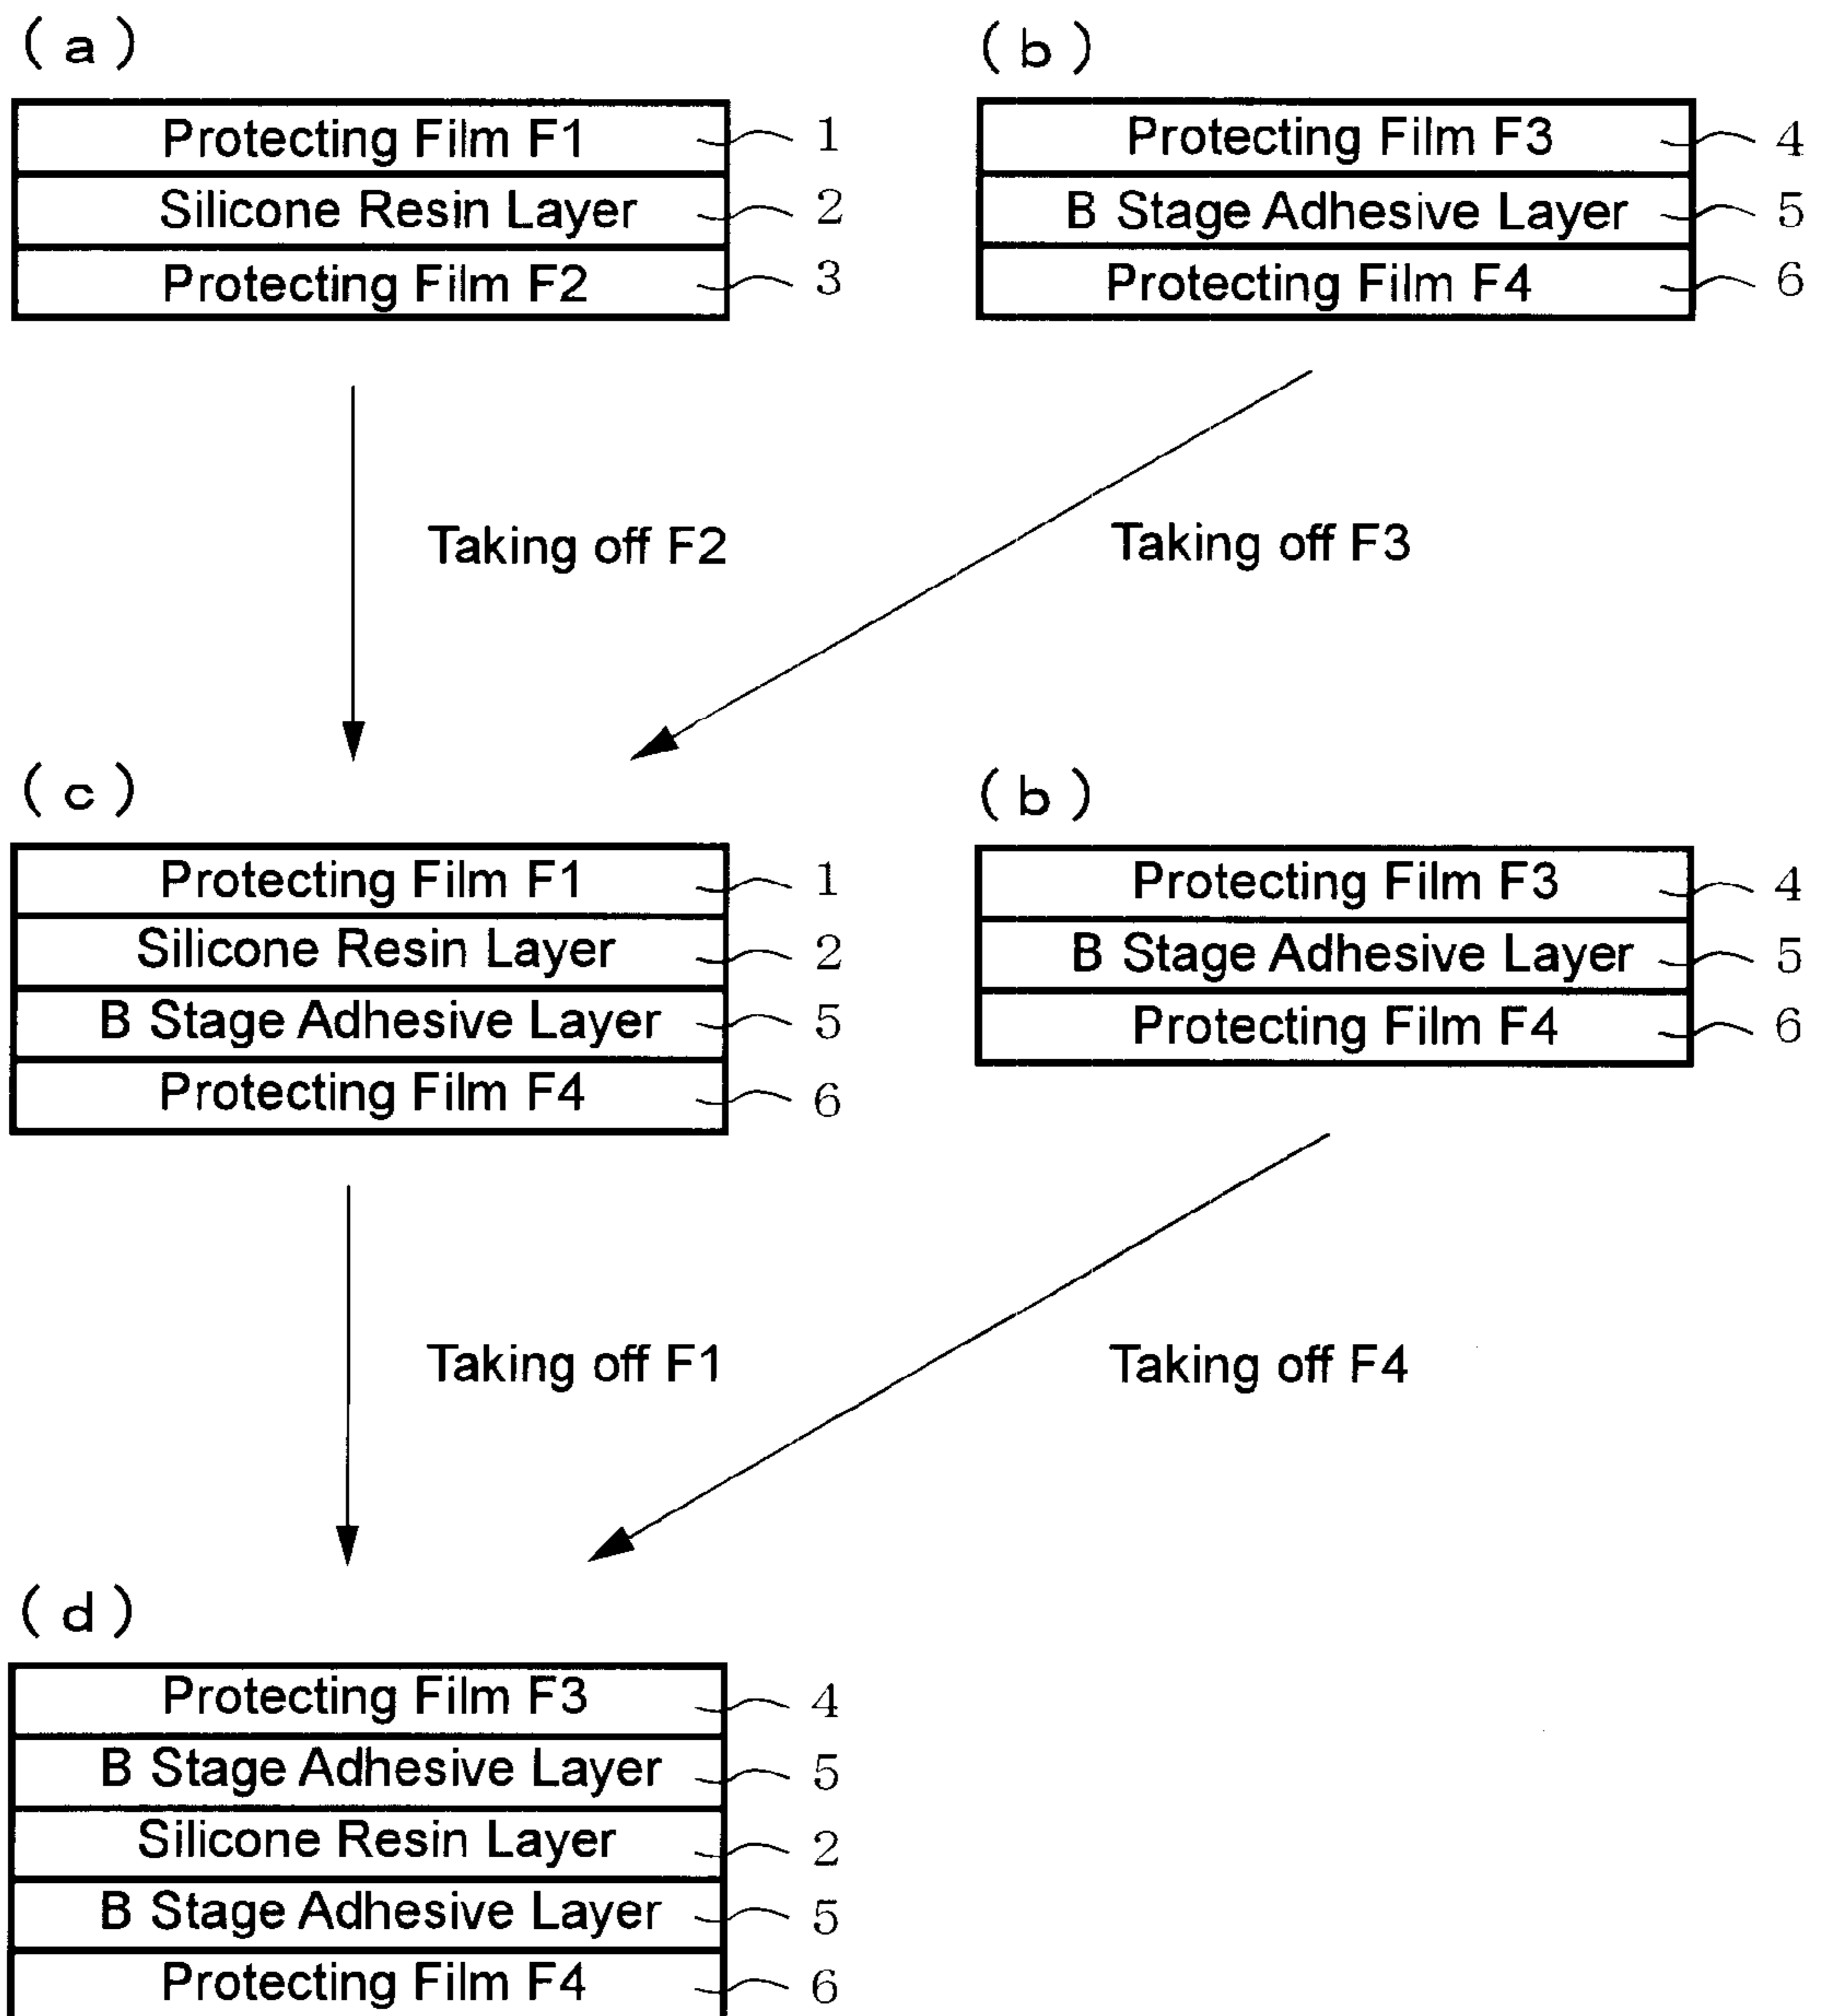 (a)
Protecting Film F1 1
Silicone Resin Layer 2
Protecting Film F2 3
(b)
Protecting Film F3 4
B Stage Adhesive Layer 5
Protecting Film F4 6
Taking off F2
Taking off F3
(c)
Protecting Film F1 1
Silicone Resin Layer 2
B Stage Adhesive Layer 5
Protecting Film F4 6
(b)
Protecting Film F3 4
B Stage Adhesive Layer 5
Protecting Film F4 6
Taking off F1
Taking off F4
(d)
Protecting Film F3 4
B Stage Adhesive Layer 5
Silicone Resin Layer 2
B Stage Adhesive Layer 5
Protecting Film F4 6